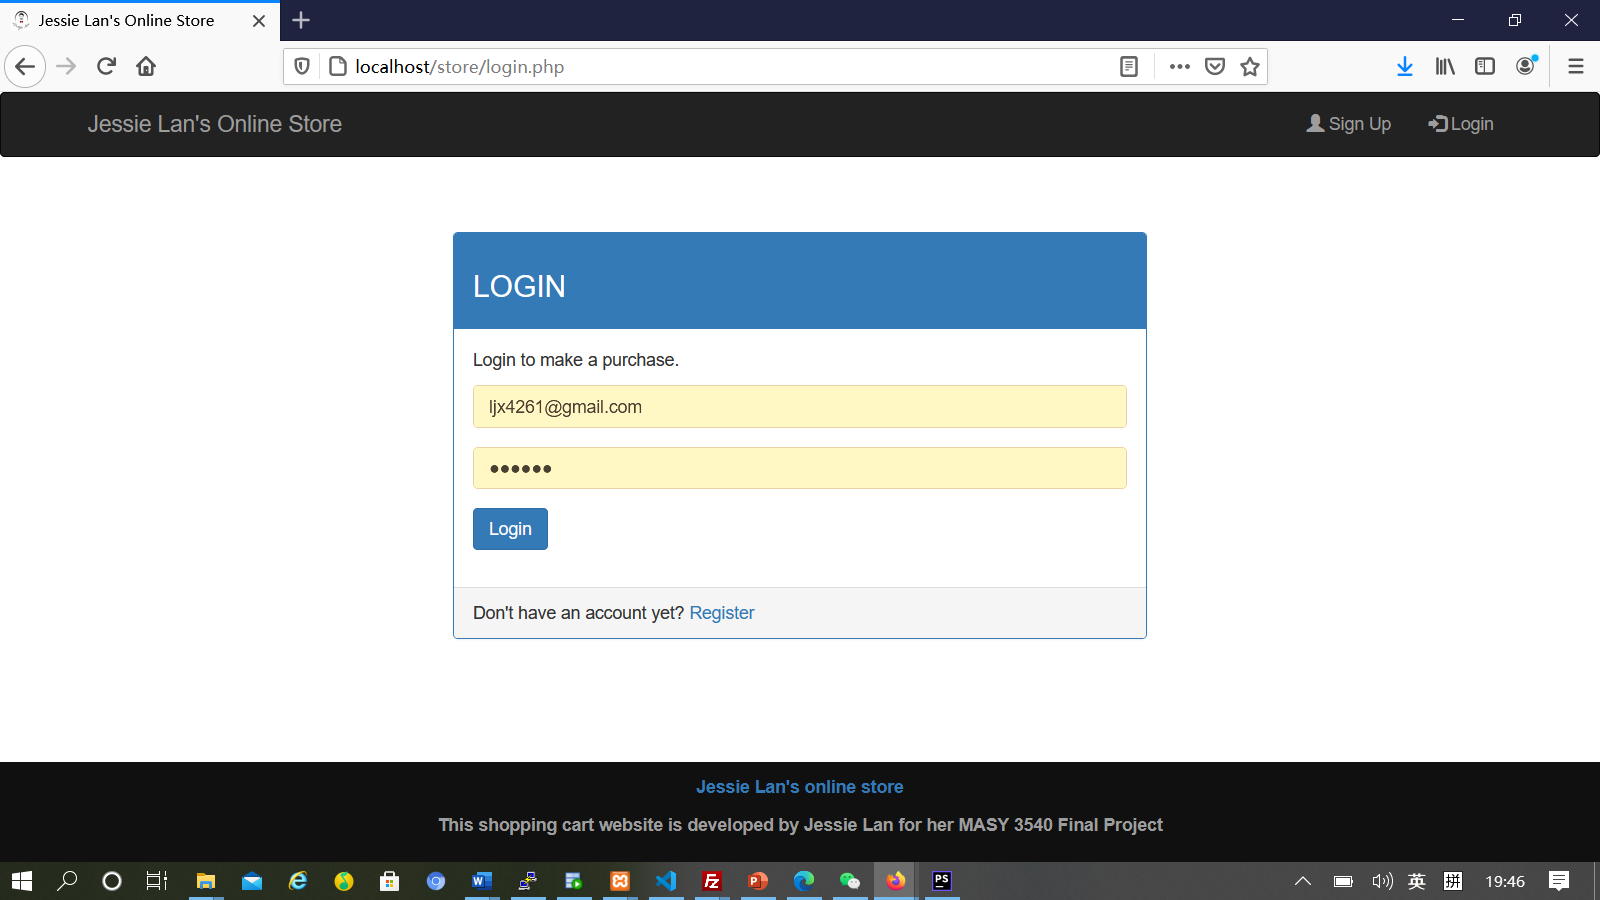 Jessie Lan's Online Store
localhost/store/login.php
Jessie Lan's Online Store
Sign Up
Login
LOGIN
Login to make a purchase.
ljx4261@gmail.com
••••••
Login
Don't have an account yet? Register
Jessie Lan's online store
This shopping cart website is developed by Jessie Lan for her MASY 3540 Final Project
英
拼
19:46